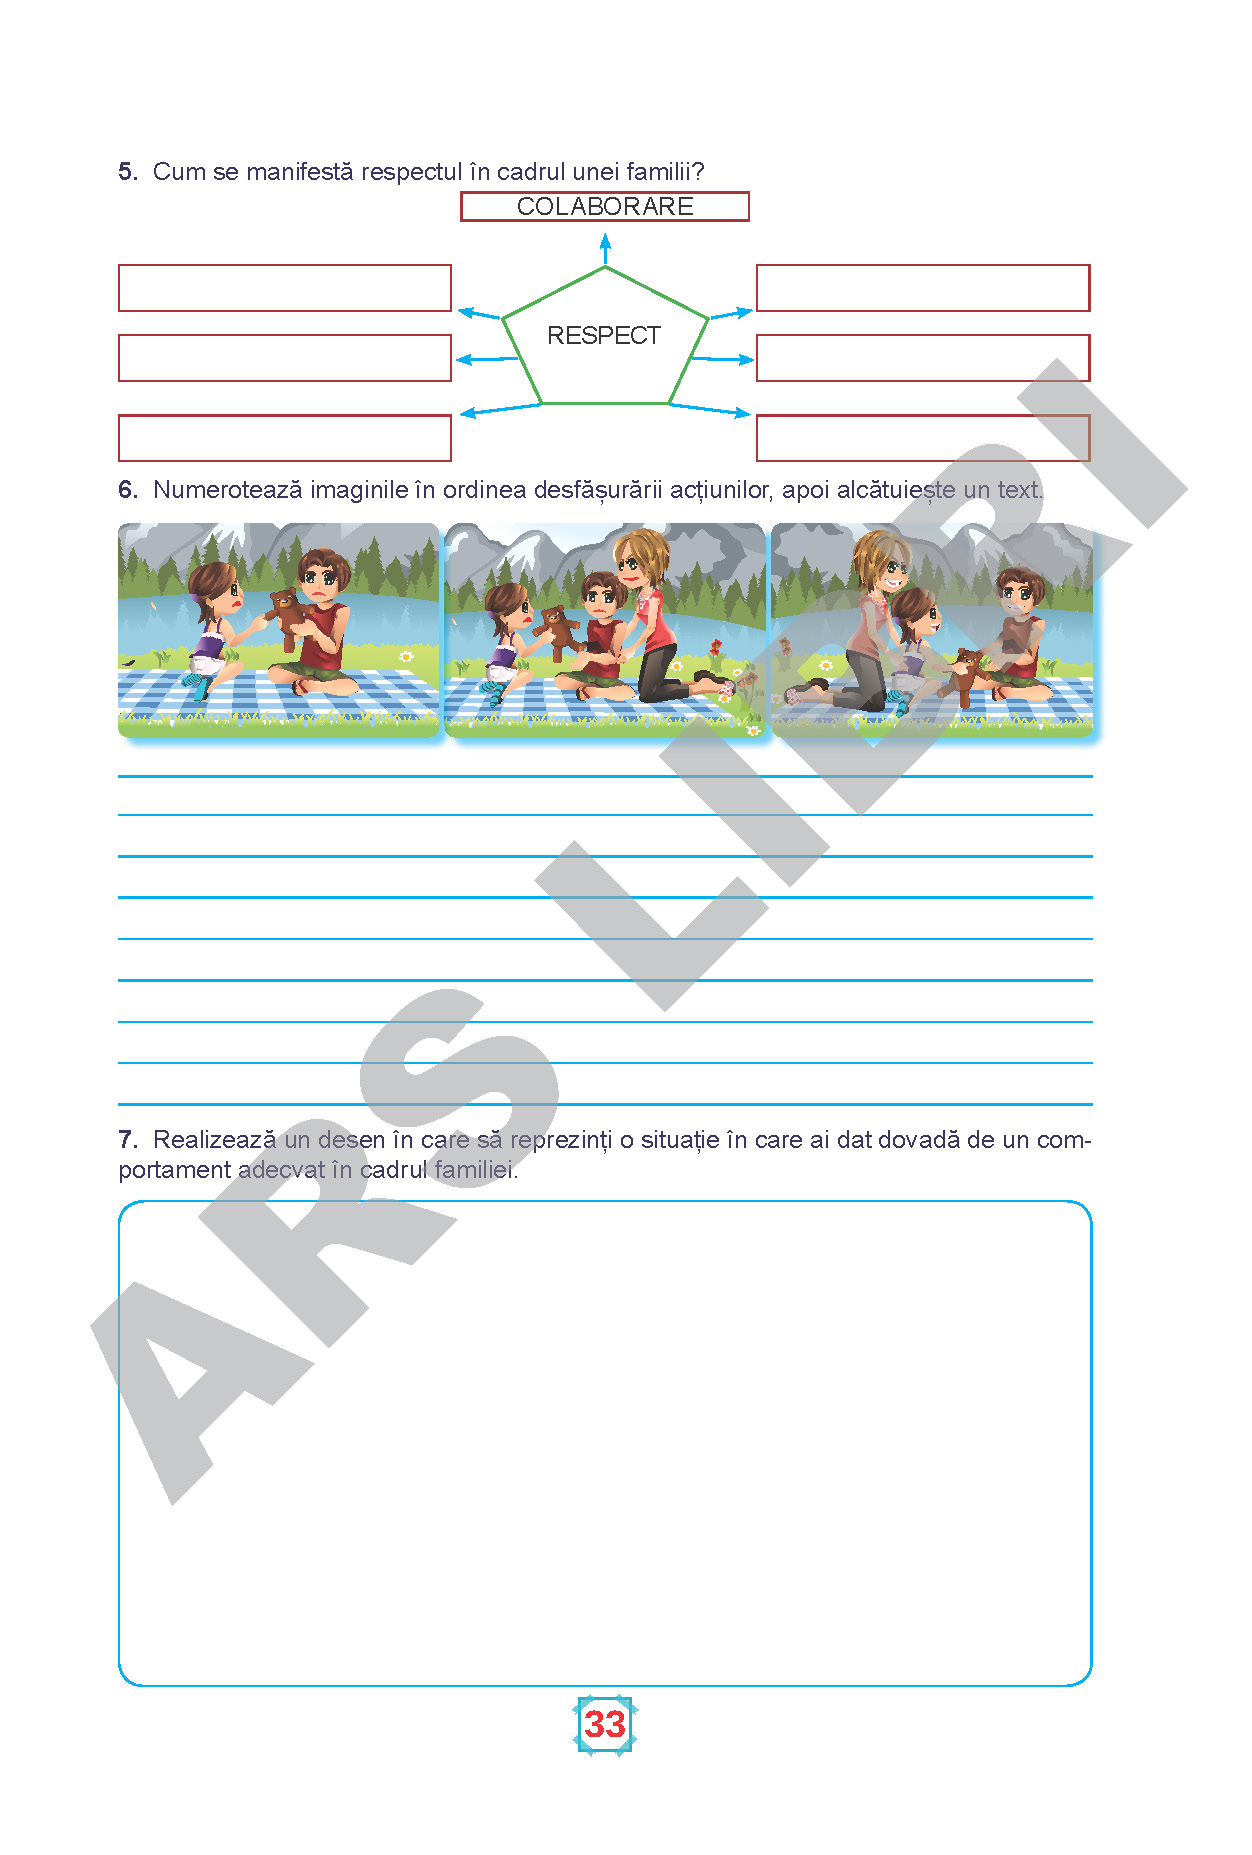 5. Cum se manifestă respectul în cadrul unei familii?
COLABORARE
RESPECT
6. Numerotează imaginile în ordinea desfășurării acțiunilor, apoi alcătuiește un text.
7. Realizează un desen în care să reprezinți o situație în care ai dat dovadă de un com-
portament adecvat în cadrul familiei.
ARS LIBRI
33